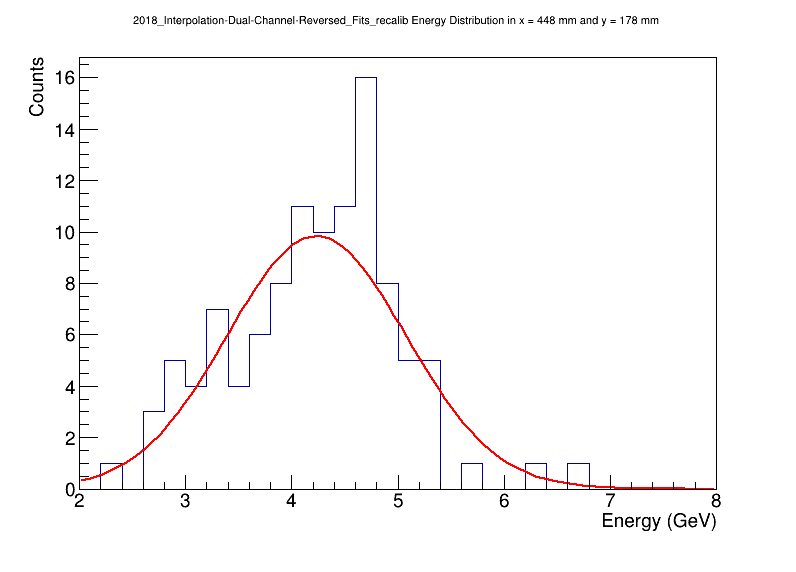 2018_Interpolation-Dual-Channel-Reversed_Fits_recalib Energy Distribution in x = 448 mm and y = 178 mm
Counts
16
14
12
10
8
6
4
2
0
2 3 4 5 6 7 8
Energy (GeV)